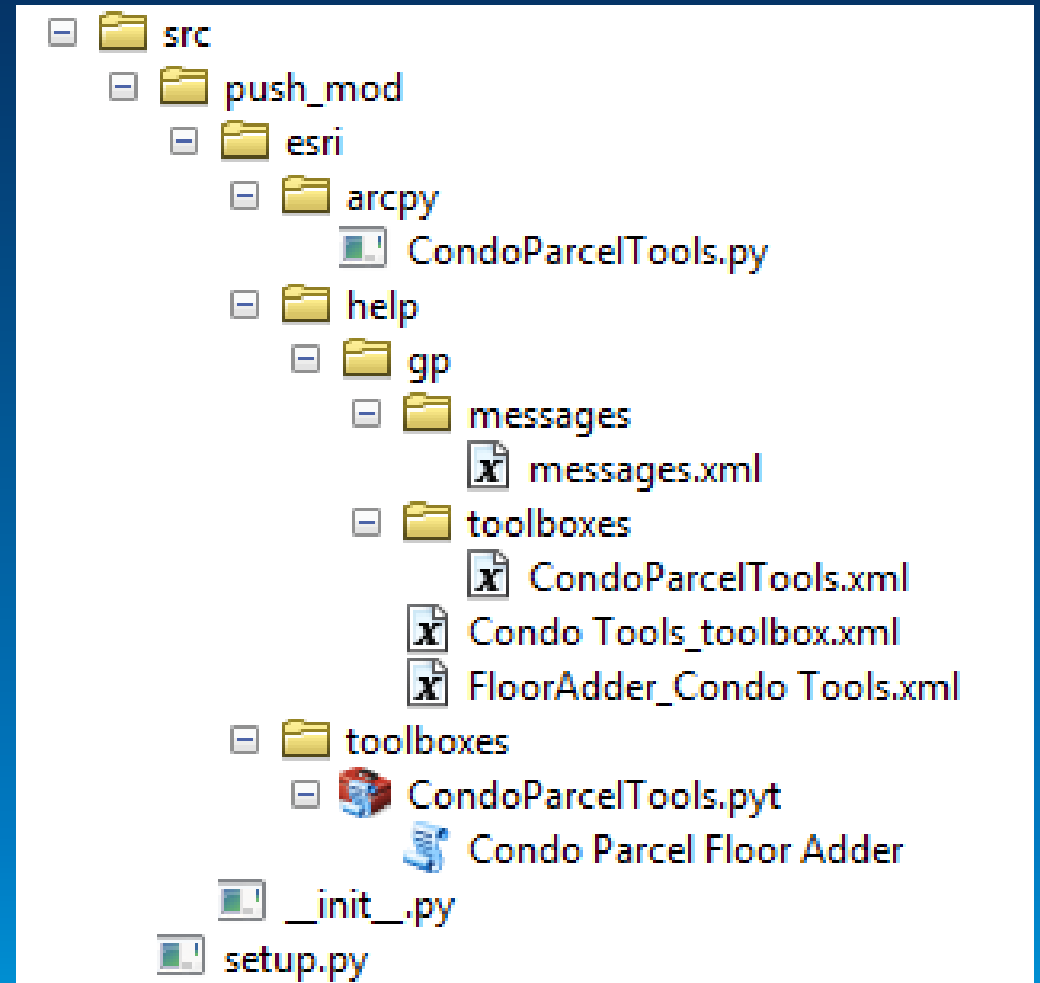 src
push_mod
esri
arcpy
CondoParcelTools.py
help
gp
messages
messages.xml
toolboxes
CondoParcelTools.xml
Condo Tools_toolbox.xml
FloorAdder_Condo Tools.xml
toolboxes
CondoParcelTools.pyt
Condo Parcel Floor Adder
__init__.py
setup.py